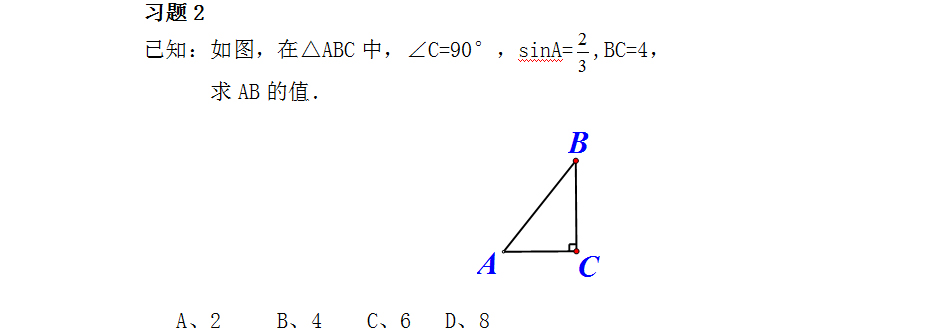 习题 2
已知: 如图, 在△ABC 中, ∠C=90°, sinA=2/3, BC=4,
求 AB 的值.
B
A
C
A、2 B、4 C、6 D、8